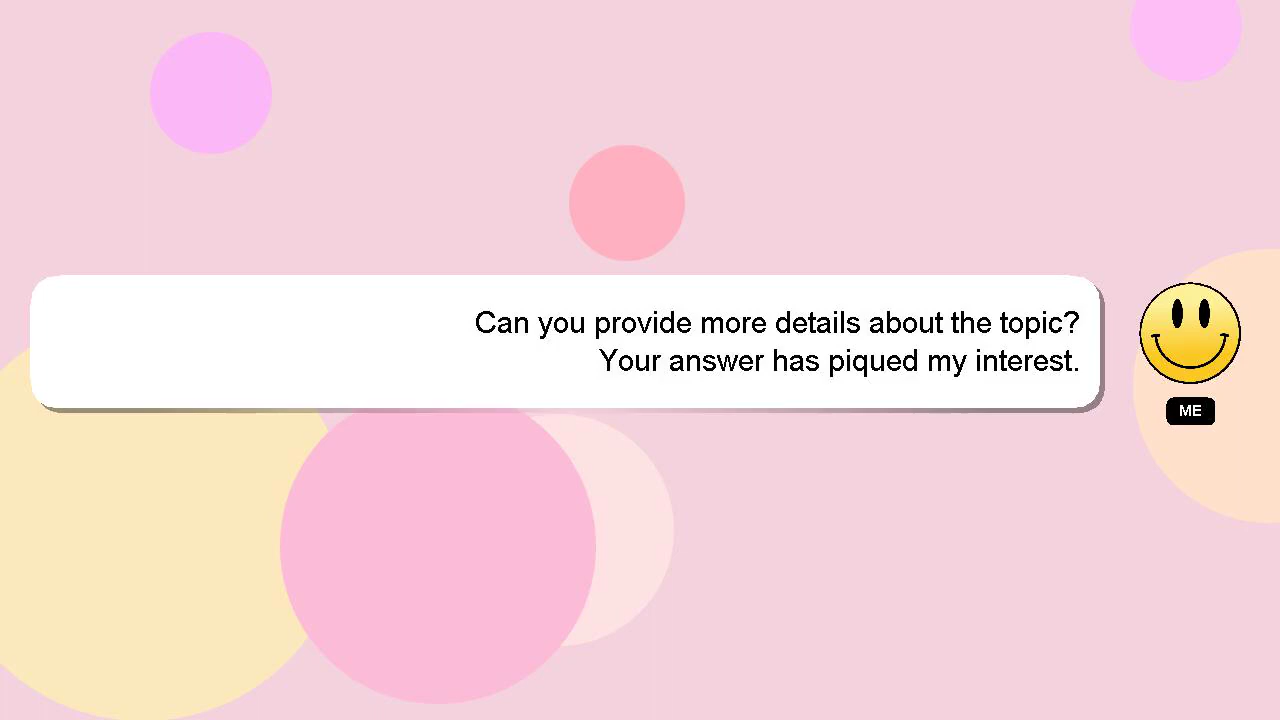 Can you provide more details about the topic?
Your answer has piqued my interest.
ME